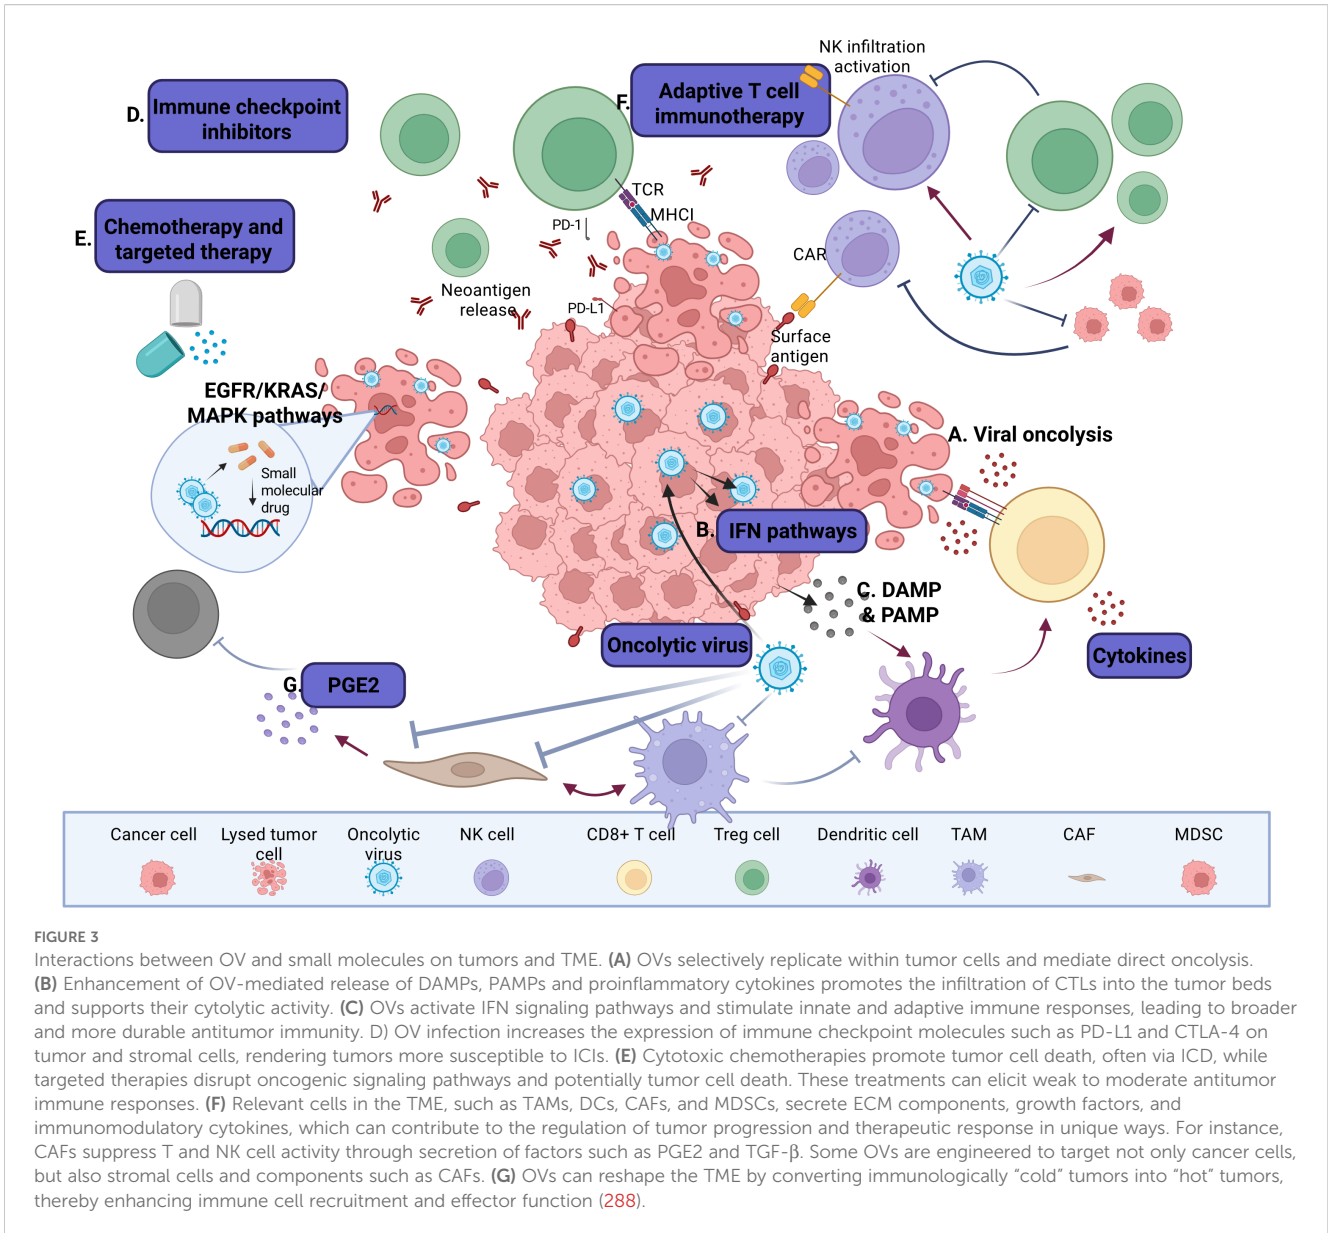 NK infiltration
activation
D.
Immune checkpoint
inhibitors
F.
Adaptive T cell
immunotherapy
TCR
MHCI
PD-1
E.
Chemotherapy and
targeted therapy
CAR
Neoantigen
release
PD-L1
Surface
antigen
EGFR/KRAS/
MAPK pathways
Small
molecular
drug
A. Viral oncolysis
B.
IFN pathways
C. DAMP
& PAMP
Oncolytic virus
Cytokines
G.
PGE2
Cancer cell
Lysed tumor
cell
Oncolytic
virus
NK cell
CD8+ T cell
Treg cell
Dendritic cell
TAM
CAF
MDSC
FIGURE 3
Interactions between OV and small molecules on tumors and TME. (A) OVs selectively replicate within tumor cells and mediate direct oncolysis.
(B) Enhancement of OV-mediated release of DAMPs, PAMPs and proinflammatory cytokines promotes the infiltration of CTLs into the tumor beds
and supports their cytolytic activity. (C) OVs activate IFN signaling pathways and stimulate innate and adaptive immune responses, leading to broader
and more durable antitumor immunity. D) OV infection increases the expression of immune checkpoint molecules such as PD-L1 and CTLA-4 on
tumor and stromal cells, rendering tumors more susceptible to ICIs. (E) Cytotoxic chemotherapies promote tumor cell death, often via ICD, while
targeted therapies disrupt oncogenic signaling pathways and potentially tumor cell death. These treatments can elicit weak to moderate antitumor
immune responses. (F) Relevant cells in the TME, such as TAMs, DCs, CAFs, and MDSCs, secrete ECM components, growth factors, and
immunomodulatory cytokines, which can contribute to the regulation of tumor progression and therapeutic response in unique ways. For instance,
CAFs suppress T and NK cell activity through secretion of factors such as PGE2 and TGF-β. Some OVs are engineered to target not only cancer cells,
but also stromal cells and components such as CAFs. (G) OVs can reshape the TME by converting immunologically “cold” tumors into “hot” tumors,
thereby enhancing immune cell recruitment and effector function (288).